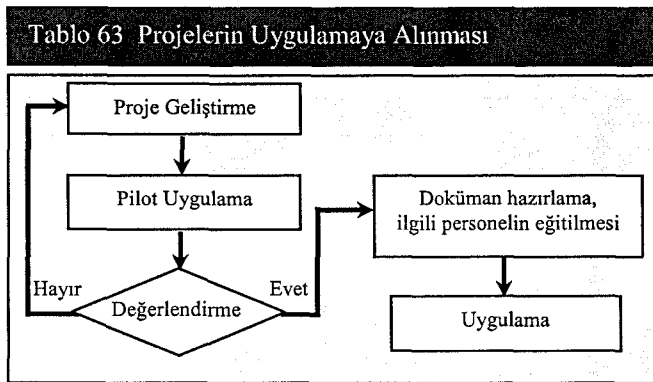 Tablo 63 Projelerin Uygulamaya Alınması
Proje Geliştirme
Pilot Uygulama
Hayır
Değerlendirme
Evet
Doküman hazırlama,
ilgili personelin eğitilmesi
Uygulama